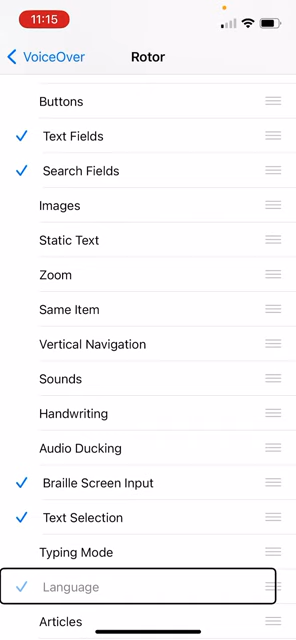 11:15
VoiceOver Rotor
Buttons
Text Fields
Search Fields
Images
Static Text
Zoom
Same Item
Vertical Navigation
Sounds
Handwriting
Audio Ducking
Braille Screen Input
Text Selection
Typing Mode
Language
Articles